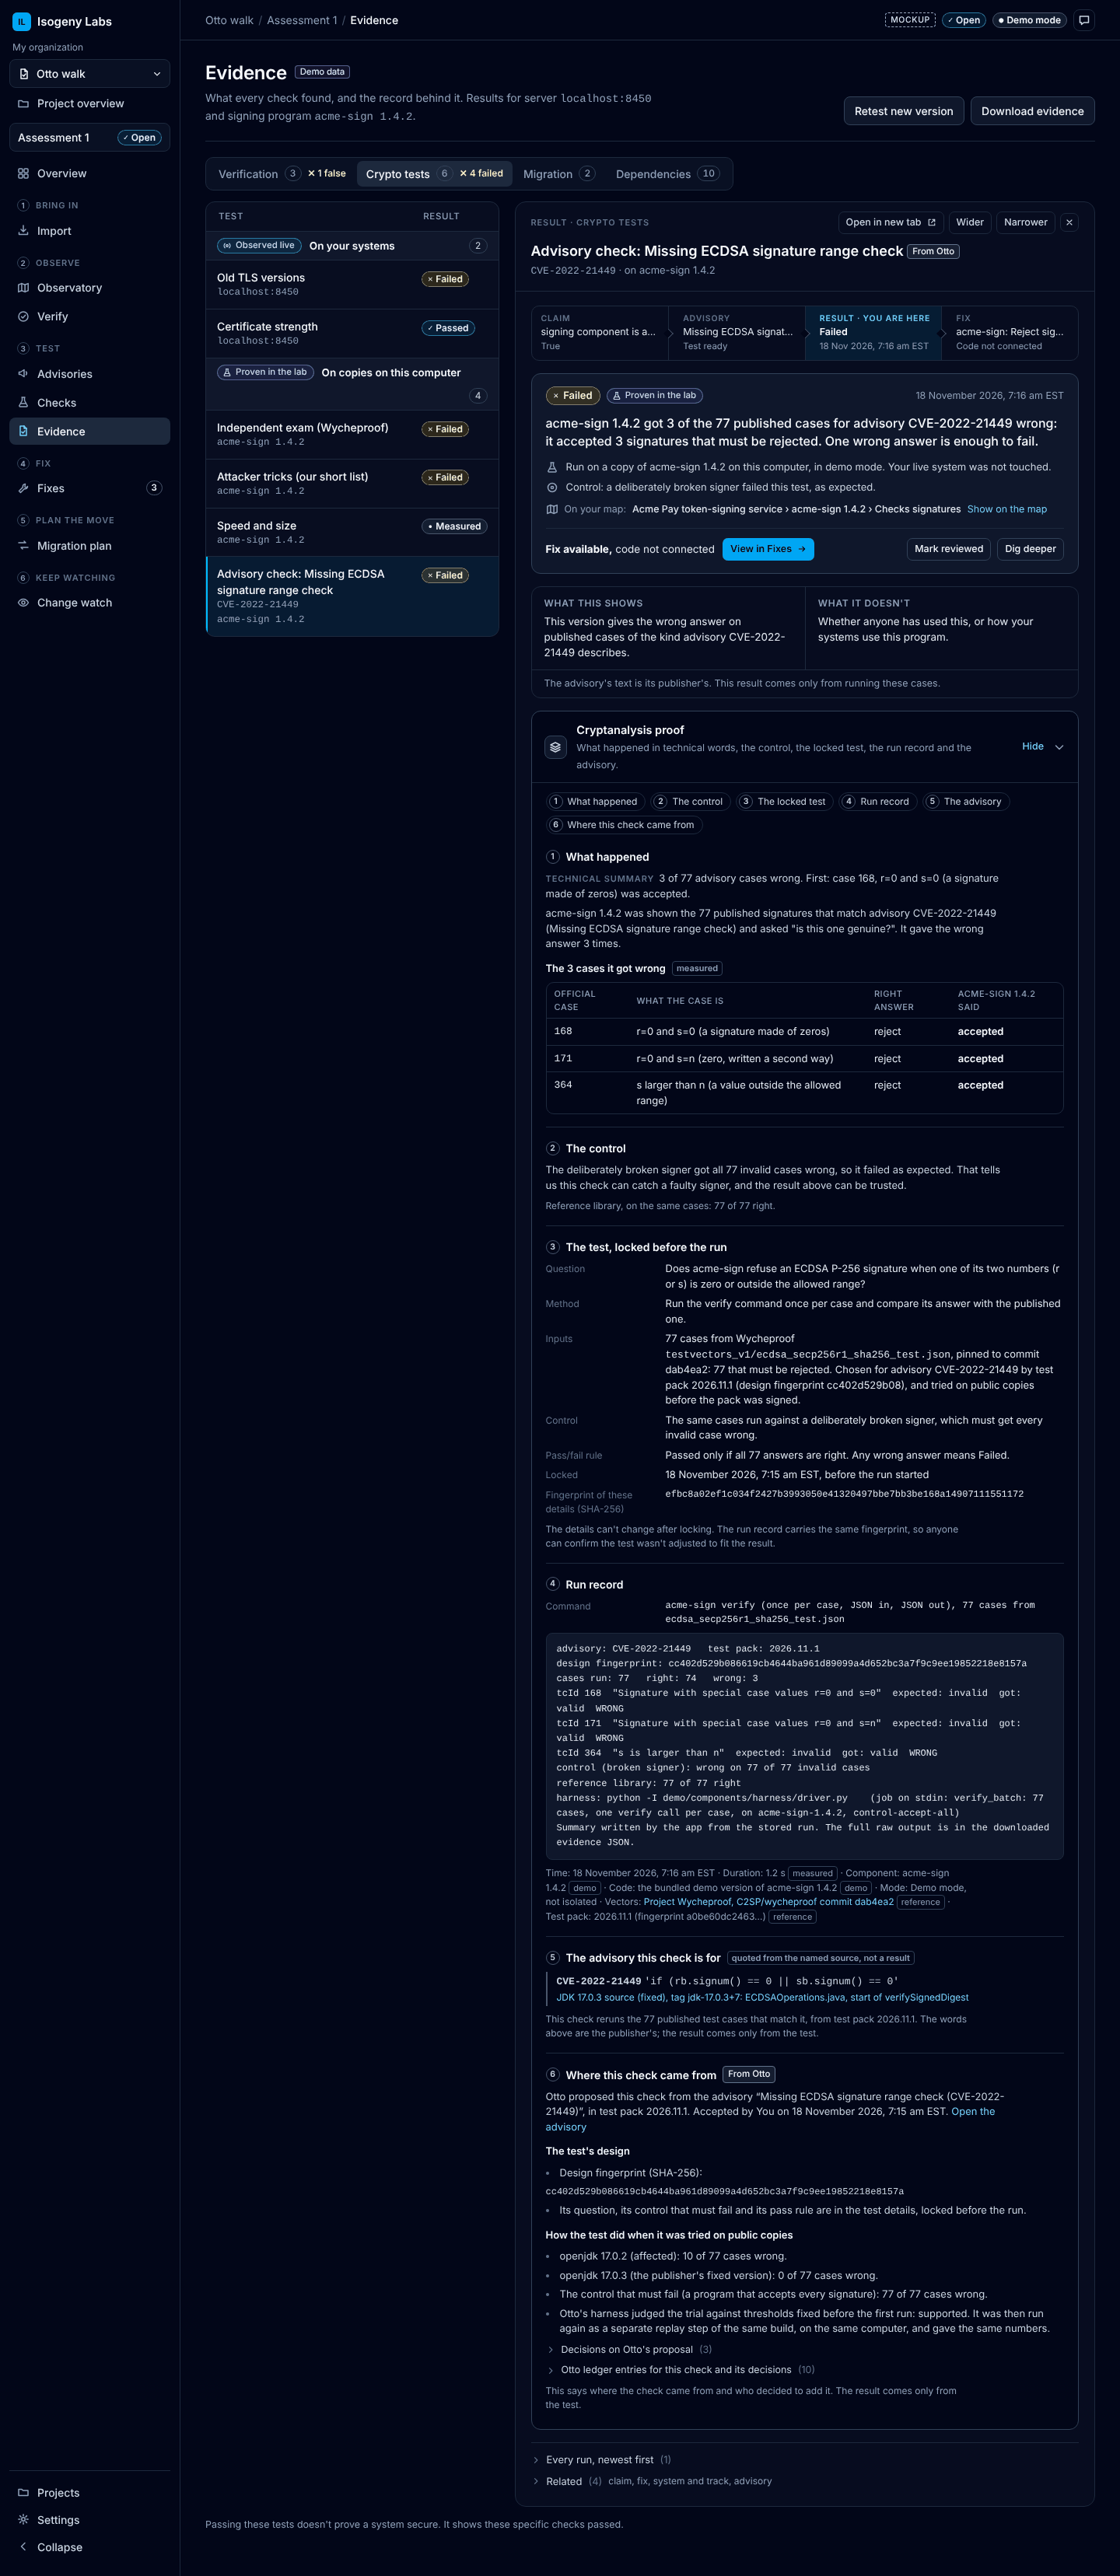 IL Isogeny Labs
My organization
Otto walk
Project overview
Assessment 1 ✓ Open
Overview
1 BRING IN
Import
2 OBSERVE
Observatory
Verify
3 TEST
Advisories
Checks
Evidence
4 FIX
Fixes 3
5 PLAN THE MOVE
Migration plan
6 KEEP WATCHING
Change watch
Projects
Settings
Collapse
Otto walk / Assessment 1 / Evidence
MOCKUP ✓ Open ● Demo mode
Evidence Demo data
What every check found, and the record behind it. Results for server localhost:8450
and signing program acme-sign 1.4.2.
Retest new version Download evidence
Verification 3 ✕ 1 false Crypto tests 6 ✕ 4 failed Migration 2 Dependencies 10
TEST RESULT
Observed live On your systems 2
Old TLS versions × Failed
localhost:8450
Certificate strength ✓ Passed
localhost:8450
Proven in the lab On copies on this computer
4
Independent exam (Wycheproof) × Failed
acme-sign 1.4.2
Attacker tricks (our short list) × Failed
acme-sign 1.4.2
Speed and size • Measured
acme-sign 1.4.2
Advisory check: Missing ECDSA × Failed
signature range check
CVE-2022-21449
acme-sign 1.4.2
RESULT · CRYPTO TESTS Open in new tab Wider Narrower ×
Advisory check: Missing ECDSA signature range check From Otto
CVE-2022-21449 · on acme-sign 1.4.2
CLAIM
signing component is a...
True
ADVISORY
Missing ECDSA signat...
Test ready
RESULT · YOU ARE HERE
Failed
18 Nov 2026, 7:16 am EST
FIX
acme-sign: Reject sig...
Code not connected
× Failed Proven in the lab 18 November 2026, 7:16 am EST
acme-sign 1.4.2 got 3 of the 77 published cases for advisory CVE-2022-21449 wrong:
it accepted 3 signatures that must be rejected. One wrong answer is enough to fail.
Run on a copy of acme-sign 1.4.2 on this computer, in demo mode. Your live system was not touched.
Control: a deliberately broken signer failed this test, as expected.
On your map: Acme Pay token-signing service › acme-sign 1.4.2 › Checks signatures Show on the map
Fix available, code not connected View in Fixes → Mark reviewed Dig deeper
WHAT THIS SHOWS
This version gives the wrong answer on
published cases of the kind advisory CVE-2022-
21449 describes.
WHAT IT DOESN'T
Whether anyone has used this, or how your
systems use this program.
The advisory's text is its publisher's. This result comes only from running these cases.
Cryptanalysis proof
What happened in technical words, the control, the locked test, the run record and the
advisory.
Hide
1 What happened 2 The control 3 The locked test 4 Run record 5 The advisory
6 Where this check came from
1 What happened
TECHNICAL SUMMARY 3 of 77 advisory cases wrong. First: case 168, r=0 and s=0 (a signature
made of zeros) was accepted.
acme-sign 1.4.2 was shown the 77 published signatures that match advisory CVE-2022-21449
(Missing ECDSA signature range check) and asked "is this one genuine?". It gave the wrong
answer 3 times.
The 3 cases it got wrong measured
OFFICIAL CASE WHAT THE CASE IS RIGHT ANSWER ACME-SIGN 1.4.2 SAID
168 r=0 and s=0 (a signature made of zeros) reject accepted
171 r=0 and s=n (zero, written a second way) reject accepted
364 s larger than n (a value outside the allowed reject accepted
range)
2 The control
The deliberately broken signer got all 77 invalid cases wrong, so it failed as expected. That tells
us this check can catch a faulty signer, and the result above can be trusted.
Reference library, on the same cases: 77 of 77 right.
3 The test, locked before the run
Question Does acme-sign refuse an ECDSA P-256 signature when one of its two numbers (r
or s) is zero or outside the allowed range?
Method Run the verify command once per case and compare its answer with the published
one.
Inputs 77 cases from Wycheproof
testvectors_v1/ecdsa_secp256r1_sha256_test.json, pinned to commit
dab4ea2: 77 that must be rejected. Chosen for advisory CVE-2022-21449 by test
pack 2026.11.1 (design fingerprint cc402d529b08), and tried on public copies
before the pack was signed.
Control The same cases run against a deliberately broken signer, which must get every
invalid case wrong.
Pass/fail rule Passed only if all 77 answers are right. Any wrong answer means Failed.
Locked 18 November 2026, 7:15 am EST, before the run started
Fingerprint of these efbc8a02ef1c034f2427b3993050e41320497bbe7bb3be168a14907111551172
details (SHA-256)
The details can't change after locking. The run record carries the same fingerprint, so anyone
can confirm the test wasn't adjusted to fit the result.
4 Run record
Command acme-sign verify (once per case, JSON in, JSON out), 77 cases from
ecdsa_secp256r1_sha256_test.json
advisory: CVE-2022-21449 test pack: 2026.11.1
design fingerprint: cc402d529b086619cb4644ba961d89099a4d652bc3a7f9c9ee19852218e8157a
cases run: 77 right: 74 wrong: 3
tcId 168 "Signature with special case values r=0 and s=0" expected: invalid got:
valid WRONG
tcId 171 "Signature with special case values r=0 and s=n" expected: invalid got:
valid WRONG
tcId 364 "s is larger than n" expected: invalid got: valid WRONG
control (broken signer): wrong on 77 of 77 invalid cases
reference library: 77 of 77 right
harness: python -I demo/components/harness/driver.py (job on stdin: verify_batch: 77
cases, one verify call per case, on acme-sign-1.4.2, control-accept-all)
Summary written by the app from the stored run. The full raw output is in the downloaded
evidence JSON.
Time: 18 November 2026, 7:16 am EST · Duration: 1.2 s measured · Component: acme-sign
1.4.2 demo · Code: the bundled demo version of acme-sign 1.4.2 demo · Mode: Demo mode,
not isolated · Vectors: Project Wycheproof, C2SP/wycheproof commit dab4ea2 reference ·
Test pack: 2026.11.1 (fingerprint a0be60dc2463...) reference
5 The advisory this check is for quoted from the named source, not a result
CVE-2022-21449 'if (rb.signum() == 0 || sb.signum() == 0'
JDK 17.0.3 source (fixed), tag jdk-17.0.3+7: ECDSAOperations.java, start of verifySignedDigest
This check reruns the 77 published test cases that match it, from test pack 2026.11.1. The words
above are the publisher's; the result comes only from the test.
6 Where this check came from From Otto
Otto proposed this check from the advisory “Missing ECDSA signature range check (CVE-2022-
21449)”, in test pack 2026.11.1. Accepted by You on 18 November 2026, 7:15 am EST. Open the
advisory
The test's design
• Design fingerprint (SHA-256):
cc402d529b086619cb4644ba961d89099a4d652bc3a7f9c9ee19852218e8157a
• Its question, its control that must fail and its pass rule are in the test details, locked before the run.
How the test did when it was tried on public copies
• openjdk 17.0.2 (affected): 10 of 77 cases wrong.
• openjdk 17.0.3 (the publisher's fixed version): 0 of 77 cases wrong.
• The control that must fail (a program that accepts every signature): 77 of 77 cases wrong.
• Otto's harness judged the trial against thresholds fixed before the first run: supported. It was then run
again as a separate replay step of the same build, on the same computer, and gave the same numbers.
Decisions on Otto's proposal (3)
Otto ledger entries for this check and its decisions (10)
This says where the check came from and who decided to add it. The result comes only from
the test.
Every run, newest first (1)
Related (4) claim, fix, system and track, advisory
Passing these tests doesn't prove a system secure. It shows these specific checks passed.